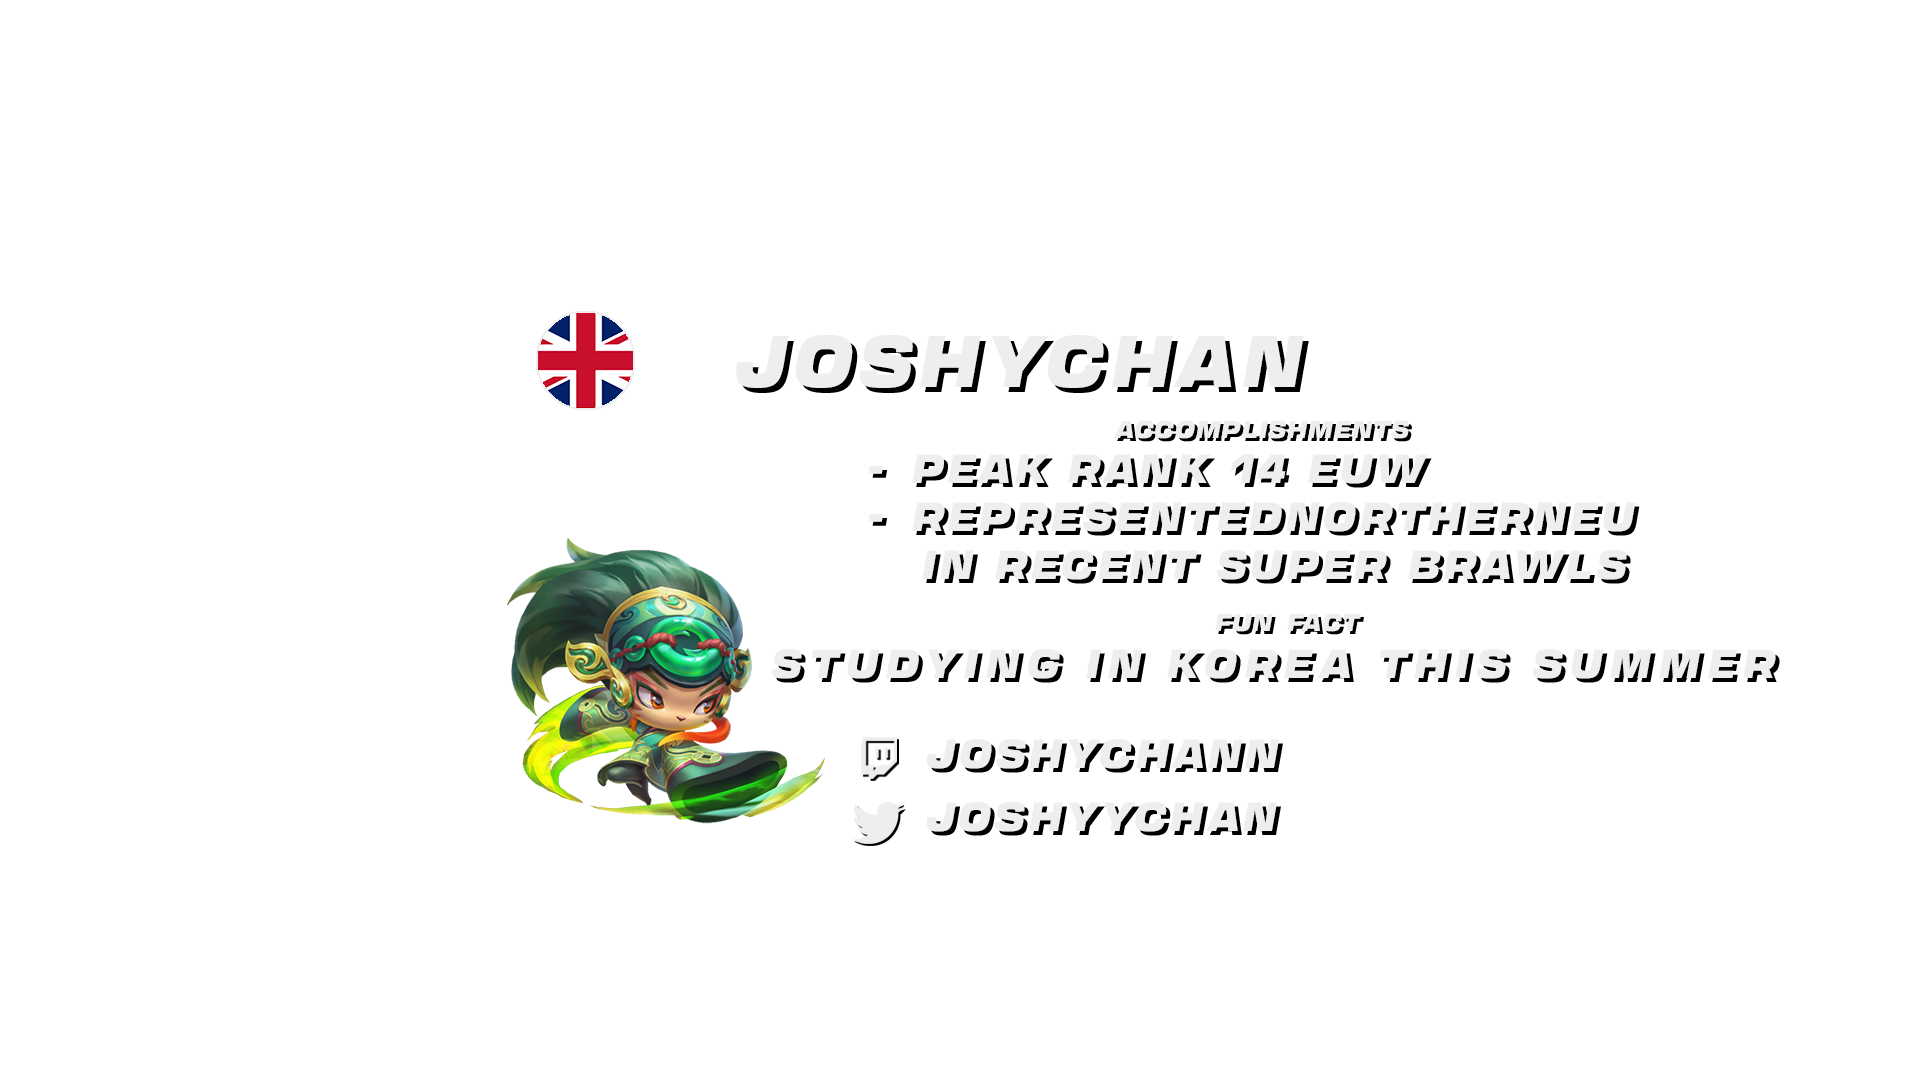 JOSHYCHAN
ACCOMPLISHMENTS
- PEAK RANK 14 EUW
- REPRESENTEDNORTHERNEU
IN RECENT SUPER BRAWLS
FUN FACT
STUDYING IN KOREA THIS SUMMER
JOSHYCHANN
JOSHYYCHAN